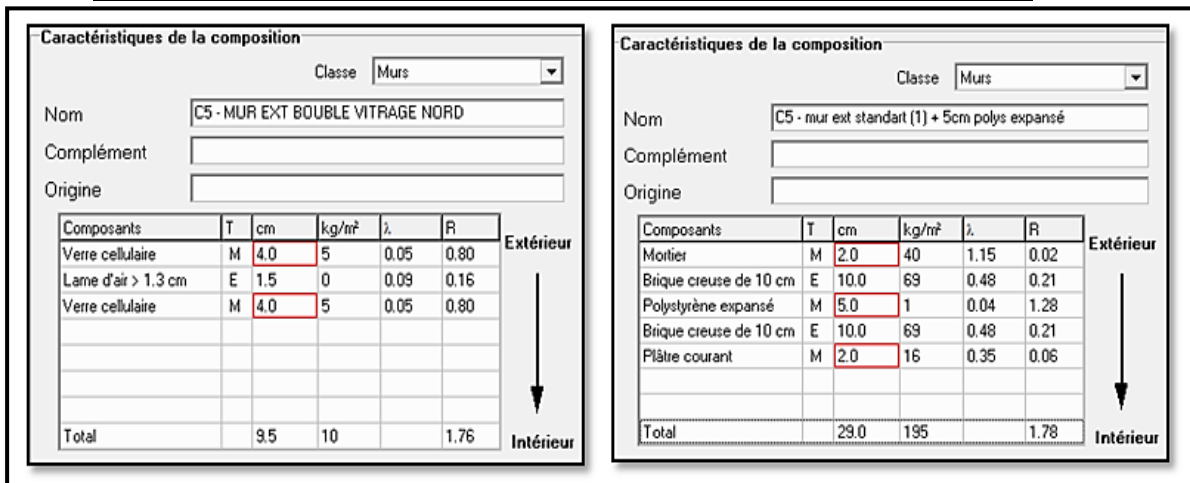 Caractéristiques de la composition
Classe Murs
Nom C5 - MUR EXT BOUBLE VITRAGE NORD
Complément
Origine
Composants T cm kg/m² λ R
Verre cellulaire M 4.0 5 0.05 0.80
Lame d'air > 1.3 cm E 1.5 0 0.09 0.16
Verre cellulaire M 4.0 5 0.05 0.80
Total 9.5 10 1.76
Extérieur
Intérieur
Caractéristiques de la composition
Classe Murs
Nom C5 - mur ext standart (1) + 5cm polys expansé
Complément
Origine
Composants T cm kg/m² λ R
Mortier M 2.0 40 1.15 0.02
Brique creuse de 10 cm E 10.0 69 0.48 0.21
Polystyrène expansé M 5.0 1 0.04 1.28
Brique creuse de 10 cm E 10.0 69 0.48 0.21
Plâtre courant M 2.0 16 0.35 0.06
Total 29.0 195 1.78
Extérieur
Intérieur